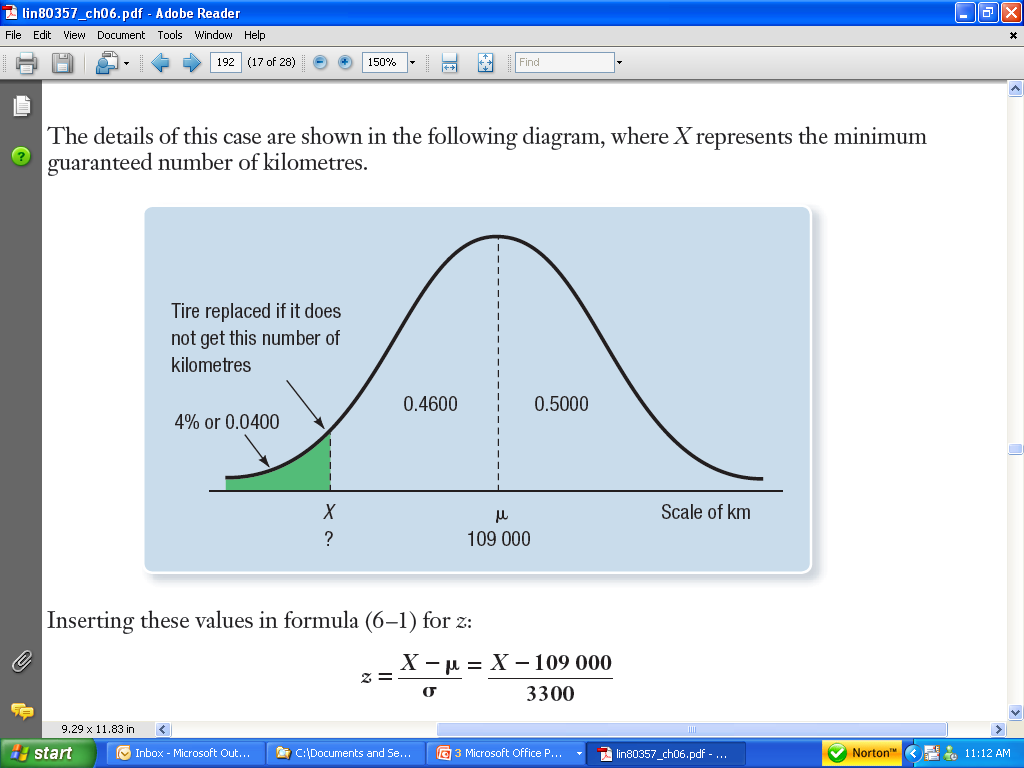 lin80357_ch06.pdf - Adobe Reader
File Edit View Document Tools Window Help
192 (17 of 28) 150% Find
The details of this case are shown in the following diagram, where X represents the minimum
guaranteed number of kilometres.
Tire replaced if it does
not get this number of
kilometres
4% or 0.0400
0.4600 0.5000
X μ Scale of km
? 109 000
Inserting these values in formula (6–1) for z:
z = X − μ / σ = X − 109 000 / 3300
9.29 x 11.83 in
start Inbox - Microsoft Out... C:\Documents and Se... 3 Microsoft Office P... lin80357_ch06.pdf - ... Norton™ 11:12 AM